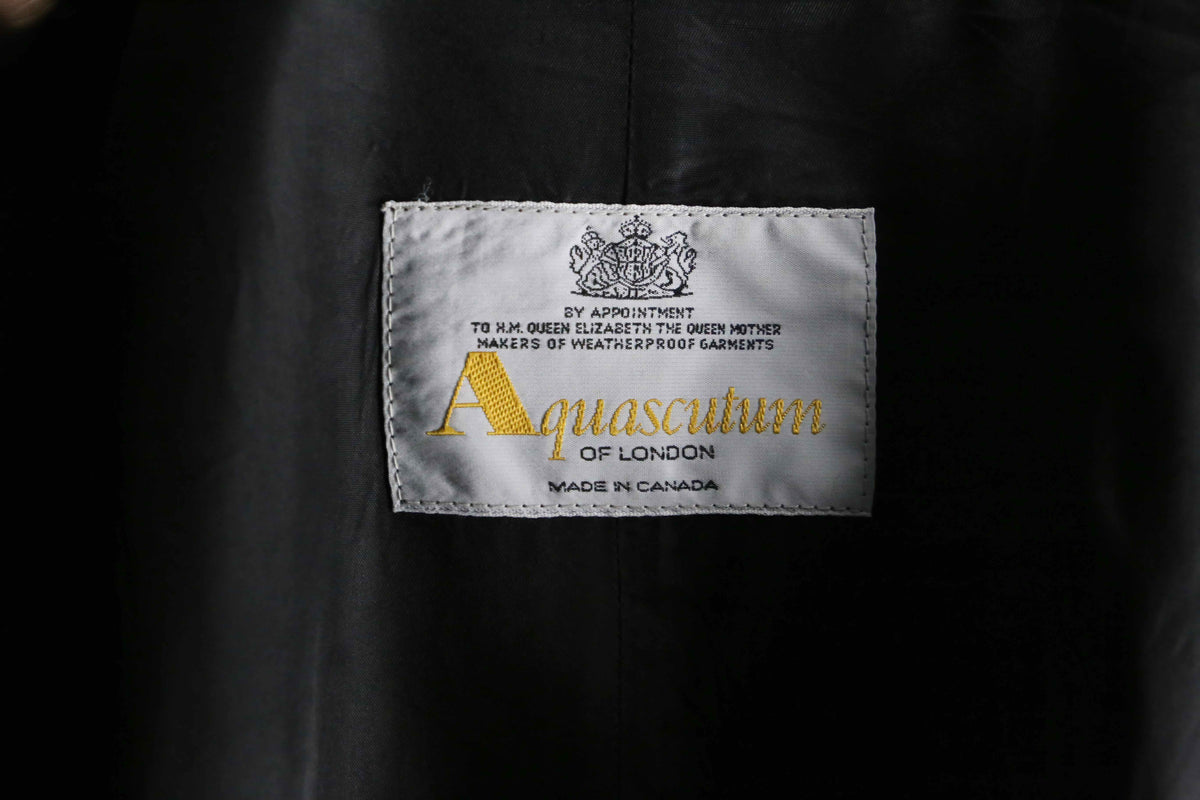 BY APPOINTMENT
TO H.M. QUEEN ELIZABETH THE QUEEN MOTHER
MAKERS OF WEATHERPROOF GARMENTS
Aquascutum
OF LONDON
MADE IN CANADA